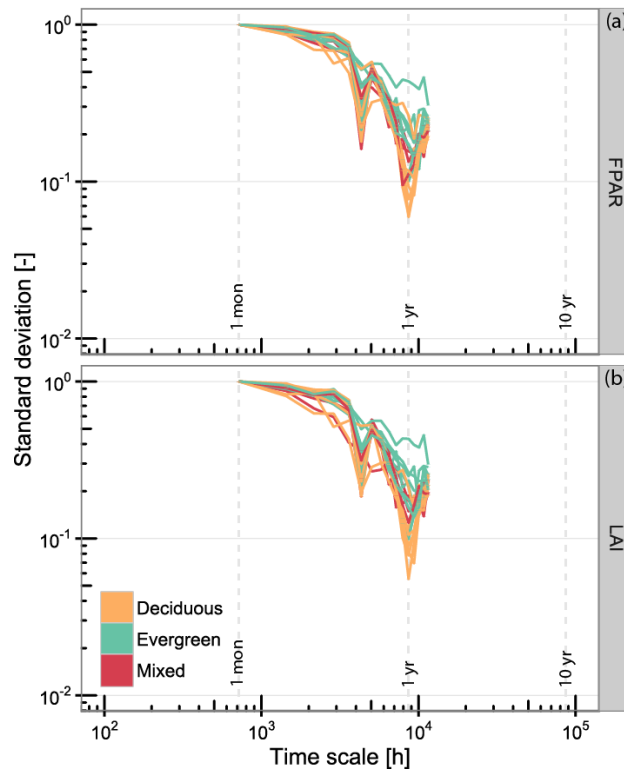 10⁰
10⁻¹
10⁻²
1 mon
1 yr
10 yr
(a)
FPAR
Standard deviation [-]
10⁰
10⁻¹
10⁻²
1 mon
1 yr
10 yr
(b)
LAI
Deciduous
Evergreen
Mixed
10² 10³ 10⁴ 10⁵
Time scale [h]